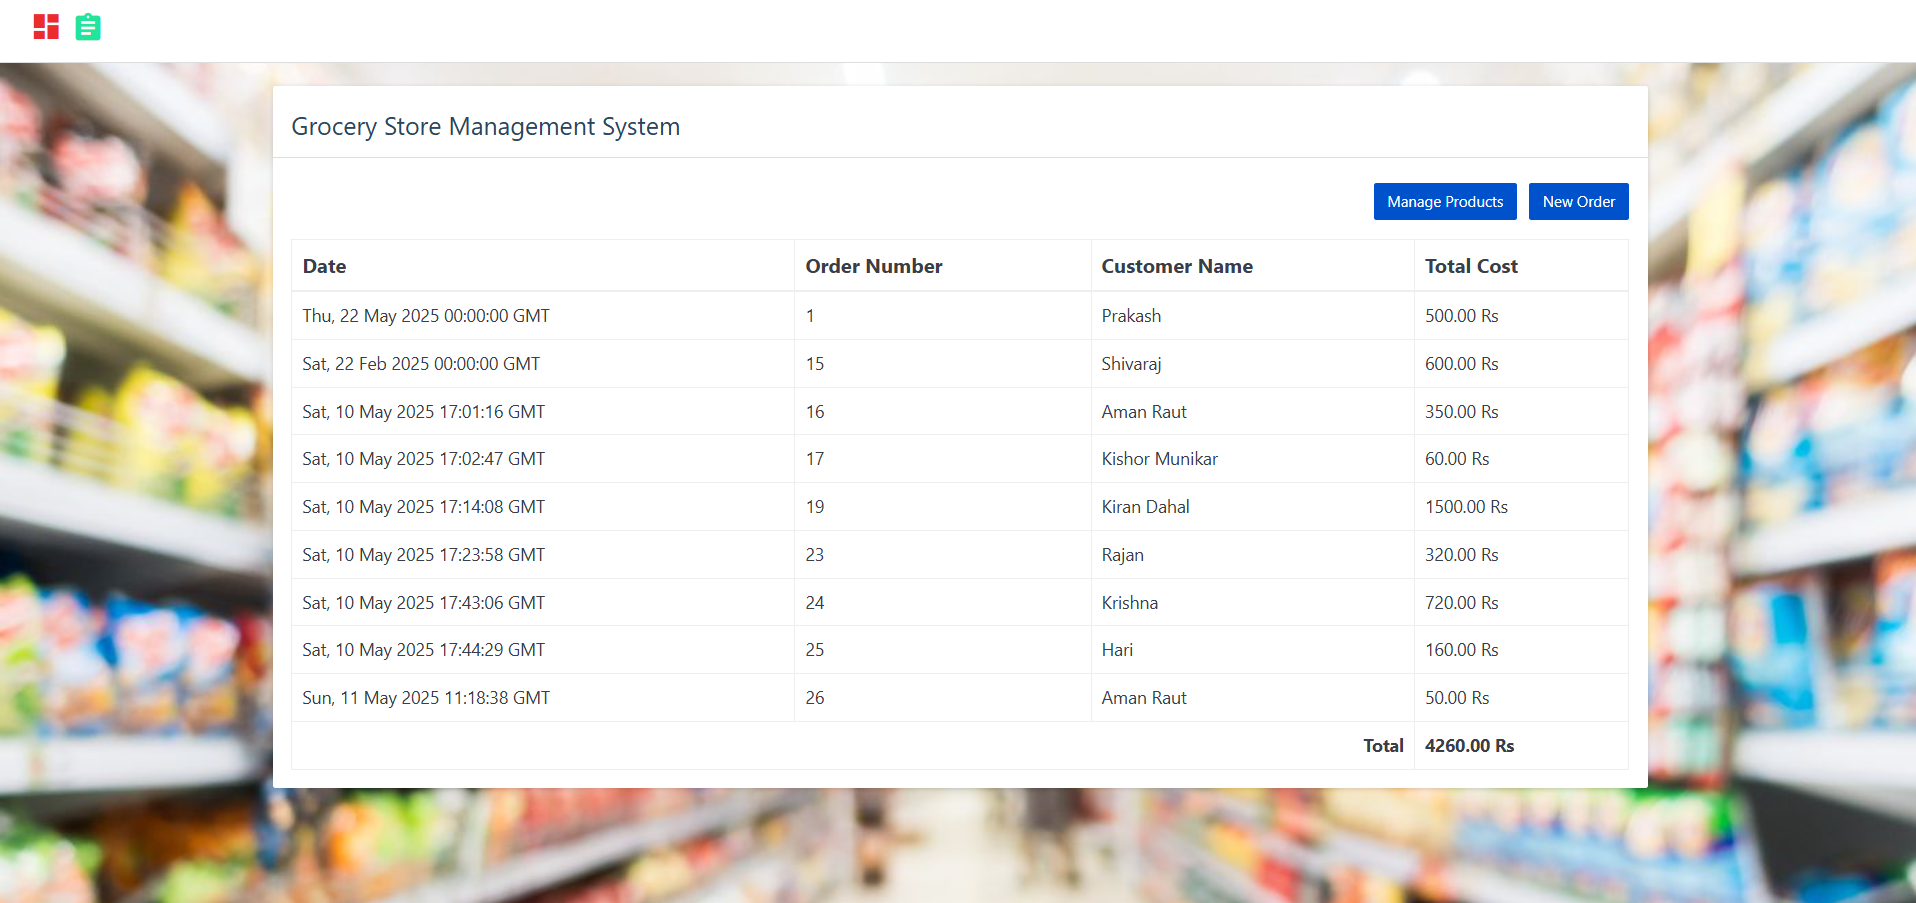 Grocery Store Management System
Manage Products New Order
Date Order Number Customer Name Total Cost
Thu, 22 May 2025 00:00:00 GMT 1 Prakash 500.00 Rs
Sat, 22 Feb 2025 00:00:00 GMT 15 Shivaraj 600.00 Rs
Sat, 10 May 2025 17:01:16 GMT 16 Aman Raut 350.00 Rs
Sat, 10 May 2025 17:02:47 GMT 17 Kishor Munikar 60.00 Rs
Sat, 10 May 2025 17:14:08 GMT 19 Kiran Dahal 1500.00 Rs
Sat, 10 May 2025 17:23:58 GMT 23 Rajan 320.00 Rs
Sat, 10 May 2025 17:43:06 GMT 24 Krishna 720.00 Rs
Sat, 10 May 2025 17:44:29 GMT 25 Hari 160.00 Rs
Sun, 11 May 2025 11:18:38 GMT 26 Aman Raut 50.00 Rs
Total 4260.00 Rs